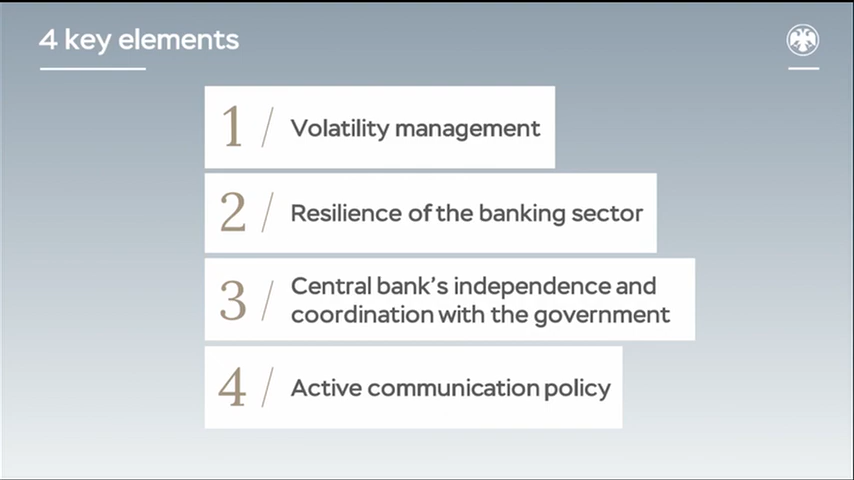 4 key elements
1 / Volatility management
2 / Resilience of the banking sector
3 / Central bank's independence and
coordination with the government
4 / Active communication policy